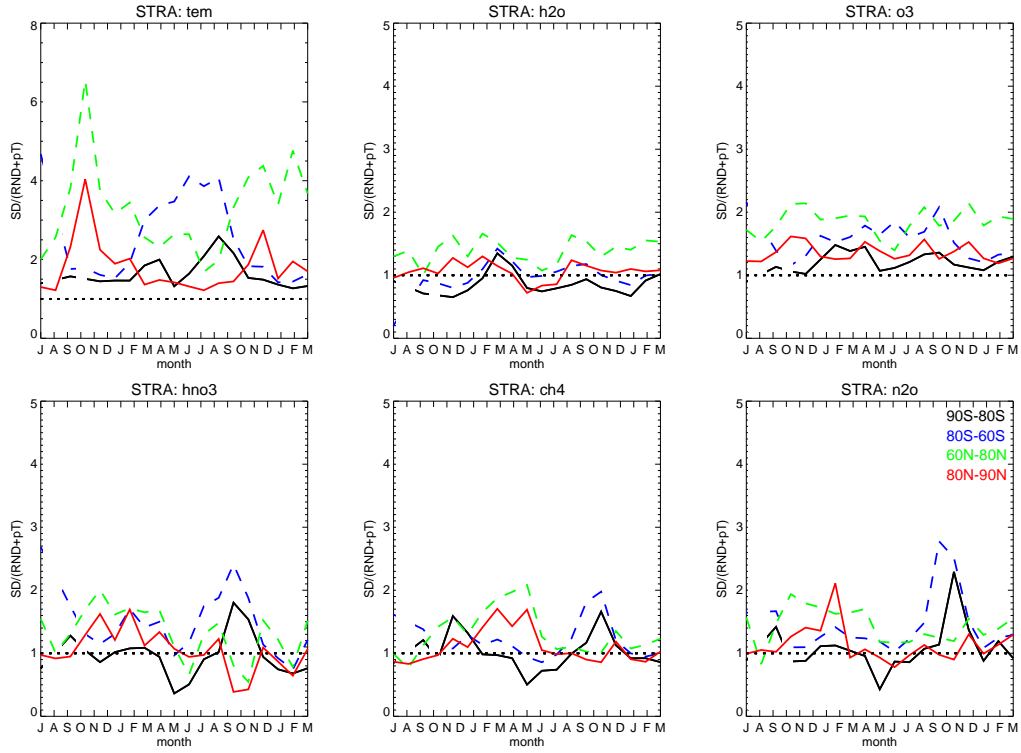 STRA: tem
8
6
4
2
0
SD/(RND+pT)
J A S O N D J F M A M J J A S O N D J F M
month
STRA: h2o
5
4
3
2
1
0
SD/(RND+pT)
J A S O N D J F M A M J J A S O N D J F M
month
STRA: o3
5
4
3
2
1
0
SD/(RND+pT)
J A S O N D J F M A M J J A S O N D J F M
month
STRA: hno3
5
4
3
2
1
0
SD/(RND+pT)
J A S O N D J F M A M J J A S O N D J F M
month
STRA: ch4
5
4
3
2
1
0
SD/(RND+pT)
J A S O N D J F M A M J J A S O N D J F M
month
STRA: n2o
5
4
3
2
1
0
SD/(RND+pT)
90S-80S
80S-60S
60N-80N
80N-90N
J A S O N D J F M A M J J A S O N D J F M
month